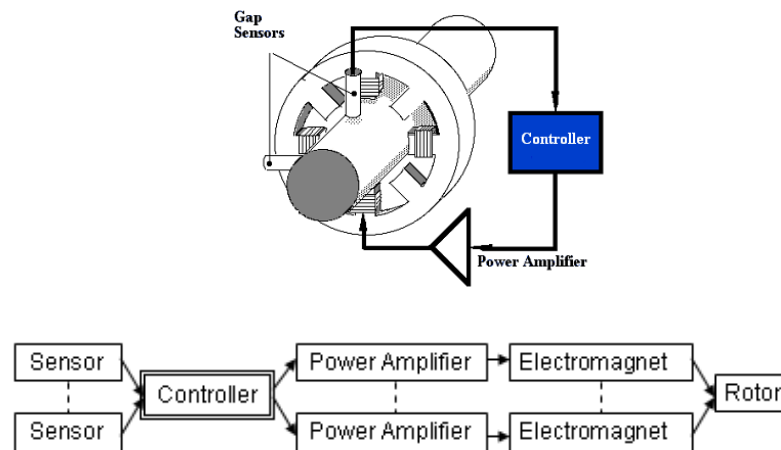 Gap
Sensors
Controller
Power Amplifier
Sensor
Power Amplifier
Electromagnet
Controller
Rotor
Sensor
Power Amplifier
Electromagnet